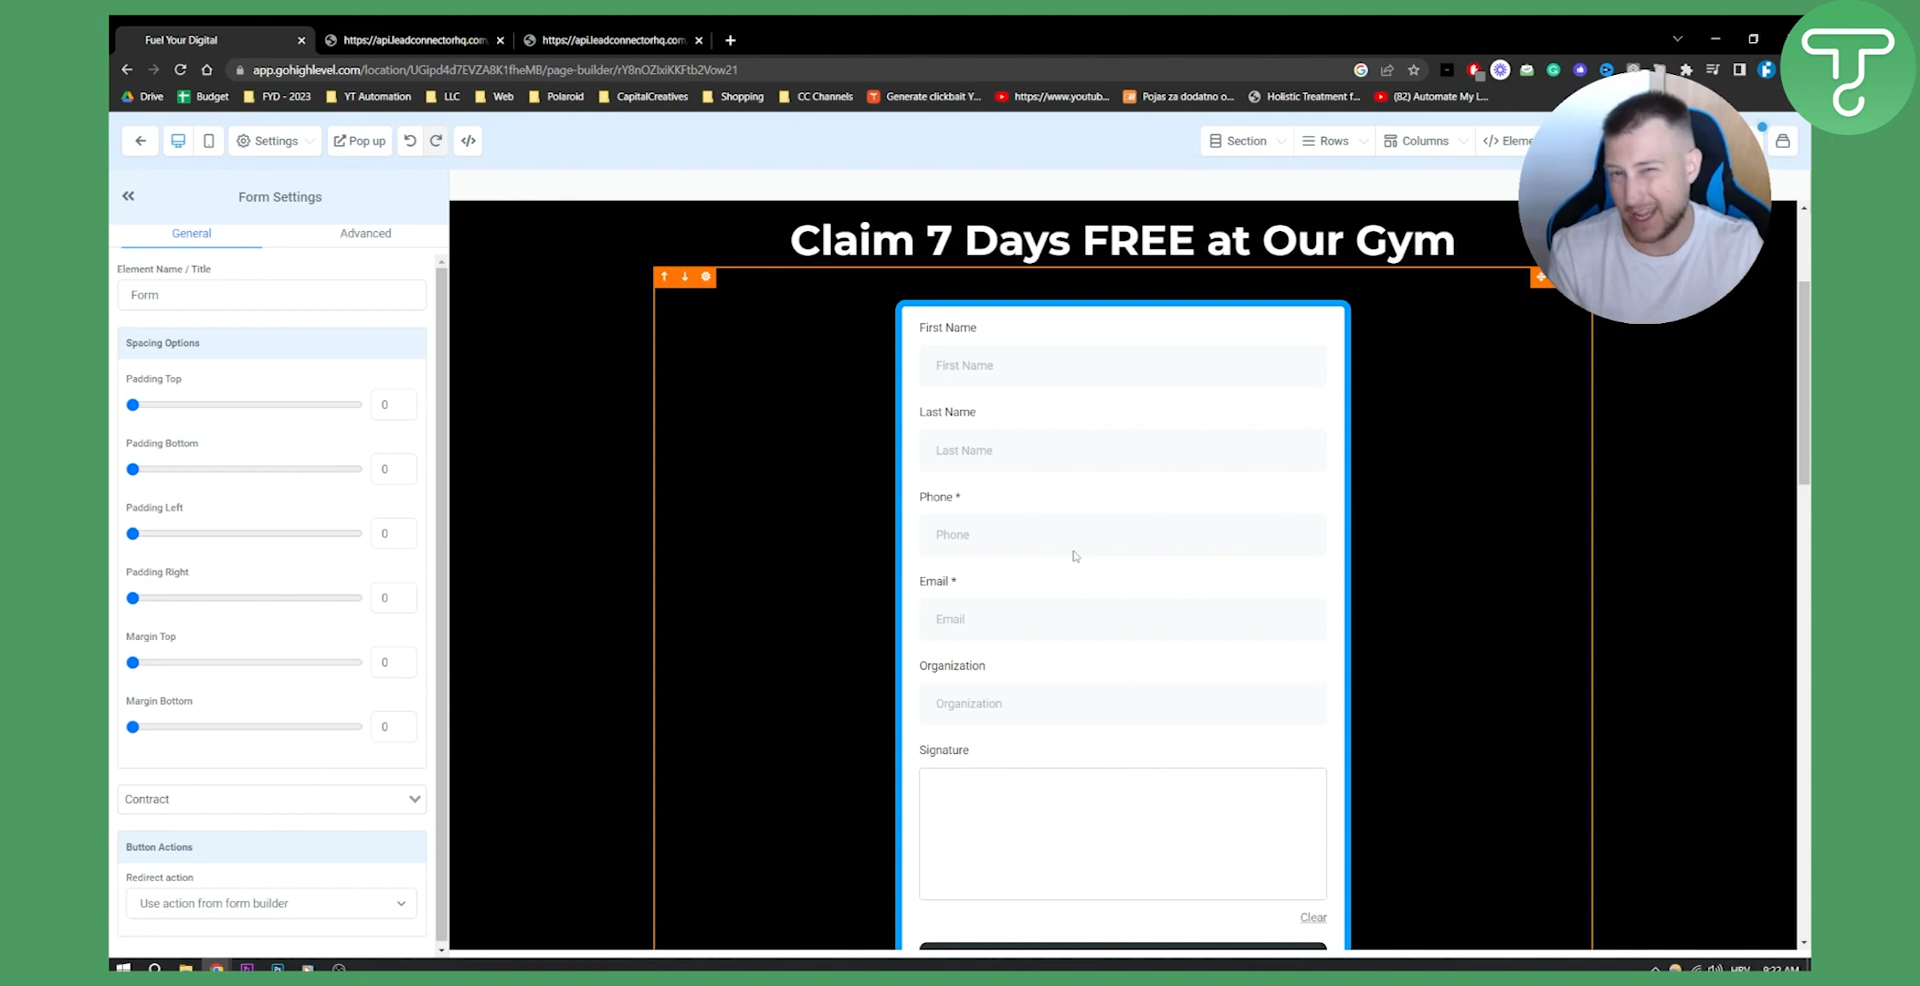 Fuel Your Digital
https://api.leadconnectorhq.com
https://api.leadconnectorhq.com
app.gohighlevel.com/location/UGipd4d7EVZA8K1fheMB/page-builder/rY8nOZlxiKKFtb2Vow21
Drive
Budget
FYD - 2023
YT Automation
LLC
Web
Polaroid
CapitalCreatives
Shopping
CC Channels
Generate clickbait Y...
https://www.youtub...
Pojas za dodatno o...
Holistic Treatment f...
(82) Automate My L...
Settings
Pop up
Section
Rows
Columns
Form Settings
General
Advanced
Element Name / Title
Form
Spacing Options
Padding Top
0
Padding Bottom
0
Padding Left
0
Padding Right
0
Margin Top
0
Margin Bottom
0
Contract
Button Actions
Redirect action
Use action from form builder
Claim 7 Days FREE at Our Gym
First Name
First Name
Last Name
Last Name
Phone *
Phone
Email *
Email
Organization
Organization
Signature
Clear
HRV
9:22 AM